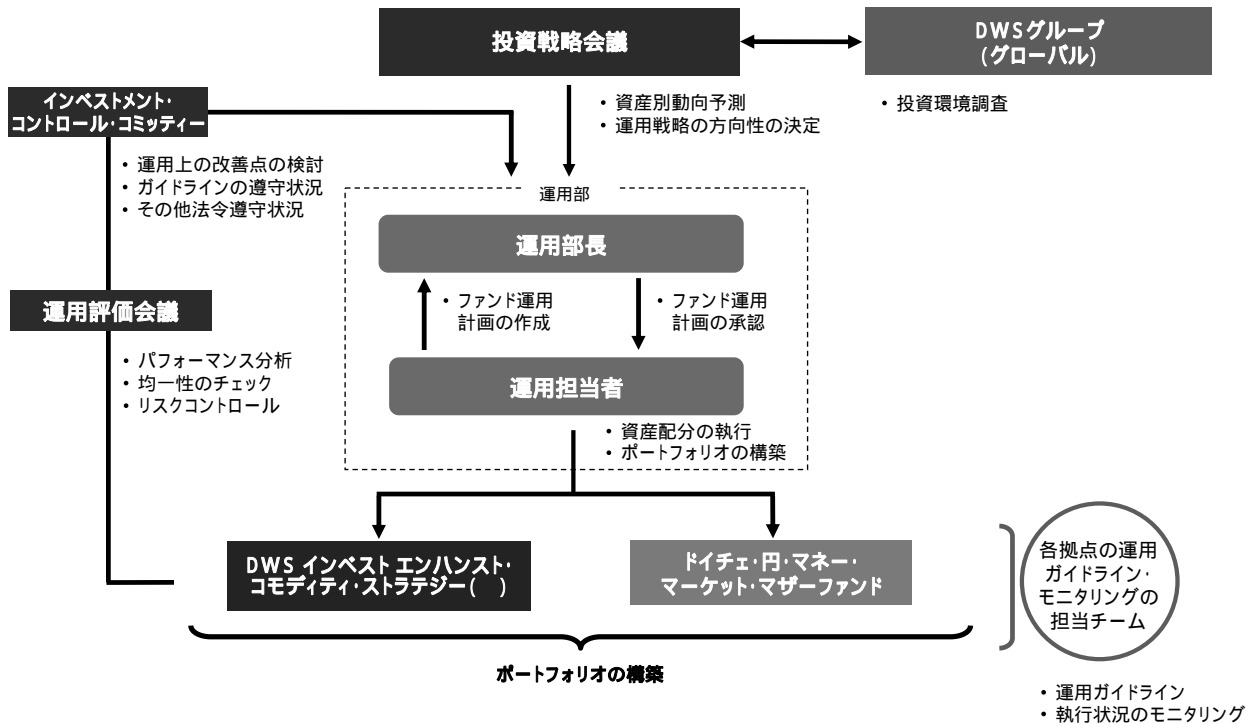 投資戦略会議
DWSグループ
(グローバル)
インベストメント・
コントロール・コミッティー
• 資産別動向予測
• 運用戦略の方向性の決定
• 投資環境調査
• 運用上の改善点の検討
• ガイドラインの遵守状況
• その他法令遵守状況
運用部
運用部長
• ファンド運用
計画の作成
• ファンド運用
計画の承認
運用評価会議
• パフォーマンス分析
• 均一性のチェック
• リスクコントロール
運用担当者
• 資産配分の執行
• ポートフォリオの構築
DWS インベスト エンハンスト・
コモディティ・ストラテジー( )
ドイチェ・円・マネー・
マーケット・マザーファンド
各拠点の運用
ガイドライン・
モニタリングの
担当チーム
ポートフォリオの構築
• 運用ガイドライン
• 執行状況のモニタリング